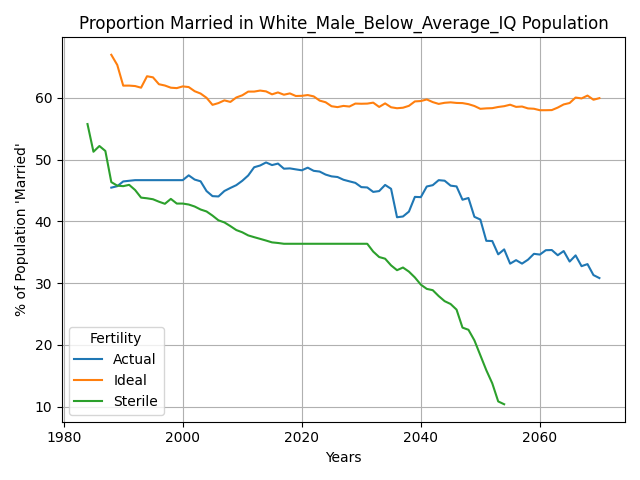 Proportion Married in White_Male_Below_Average_IQ Population
% of Population 'Married'
60
50
40
30
20
10
Fertility
Actual
Ideal
Sterile
1980
2000
2020
2040
2060
Years